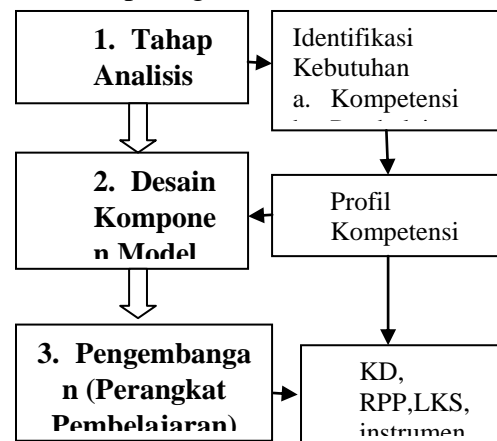 1. Tahap
Analisis
Identifikasi
Kebutuhan
a. Kompetensi
2. Desain
Kompone
n Model
Profil
Kompetensi
3. Pengembanga
n (Perangkat
Pembelajaran)
KD,
RPP,LKS,
instrumen